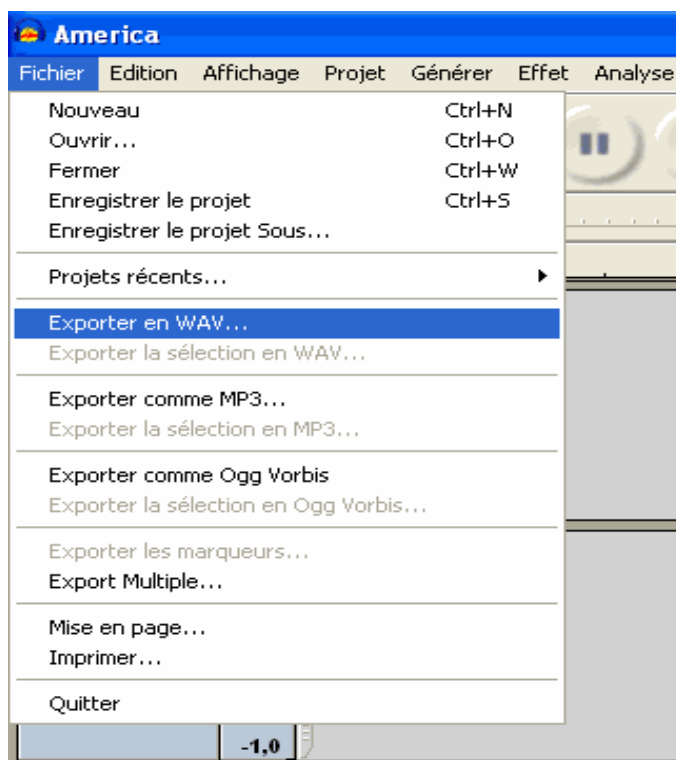 America
Fichier Edition Affichage Projet Générer Effet Analyse
Nouveau Ctrl+N
Ouvrir... Ctrl+O
Fermer Ctrl+W
Enregistrer le projet Ctrl+S
Enregistrer le projet Sous...
Projets récents...
Exporter en WAV...
Exporter la sélection en WAV...
Exporter comme MP3...
Exporter la sélection en MP3...
Exporter comme Ogg Vorbis
Exporter la sélection en Ogg Vorbis...
Exporter les marqueurs...
Export Multiple...
Mise en page...
Imprimer...
Quitter
-1,0